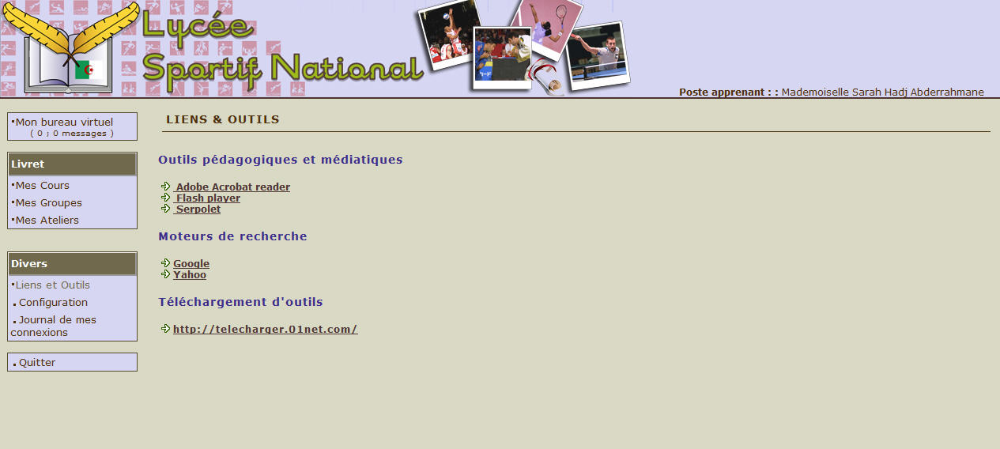 Lycée
Sportif National
Poste apprenant : : Mademoiselle Sarah Hadj Abderrahmane
Mon bureau virtuel
( 0 ; 0 messages )
Livret
Mes Cours
Mes Groupes
Mes Ateliers
Divers
Liens et Outils
Configuration
Journal de mes
connexions
Quitter
LIENS & OUTILS
Outils pédagogiques et médiatiques
Adobe Acrobat reader
Flash player
Serpolet
Moteurs de recherche
Google
Yahoo
Téléchargement d'outils
http://telecharger.01net.com/